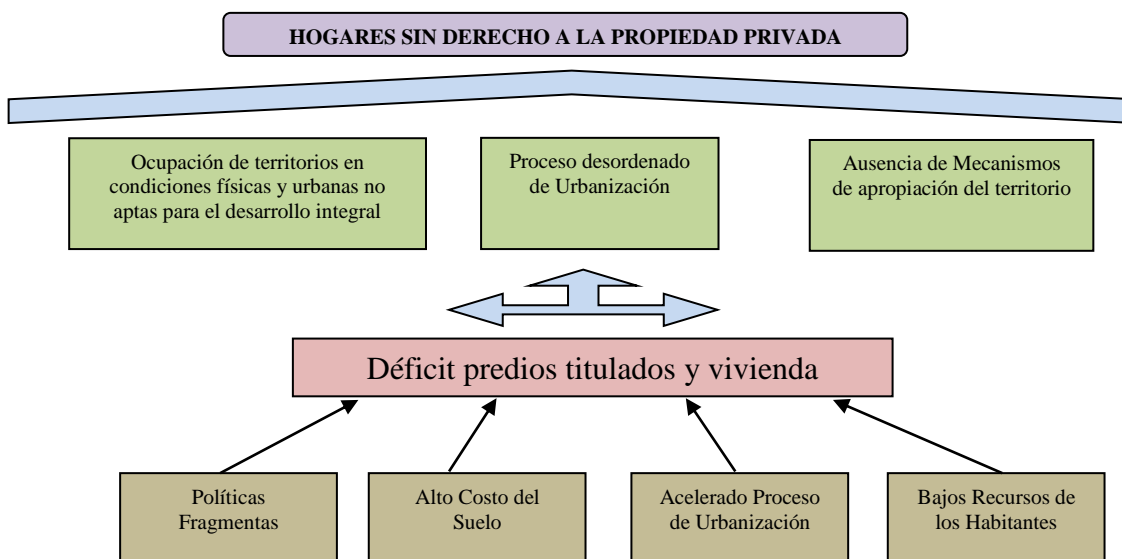 HOGARES SIN DERECHO A LA PROPIEDAD PRIVADA
Ocupación de territorios en
condiciones físicas y urbanas no
aptas para el desarrollo integral
Proceso desordenado
de Urbanización
Ausencia de Mecanismos
de apropiación del territorio
Déficit predios titulados y vivienda
Políticas
Fragmentas
Alto Costo del
Suelo
Acelerado Proceso
de Urbanización
Bajos Recursos de
los Habitantes